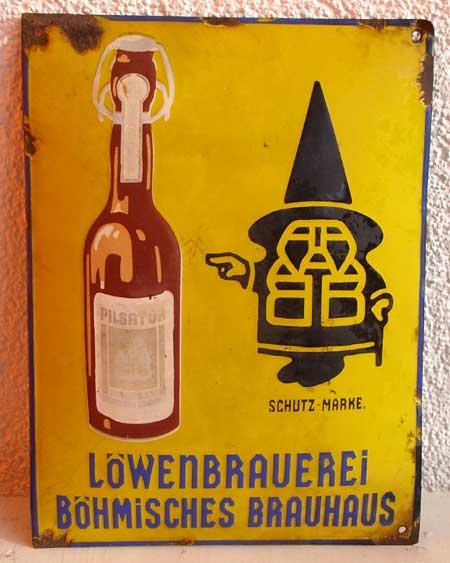 PILSATOR
SCHUTZ-MARKE.
LÖWENBRAUEREi
BÖHMiSCHES BRAUHAUS